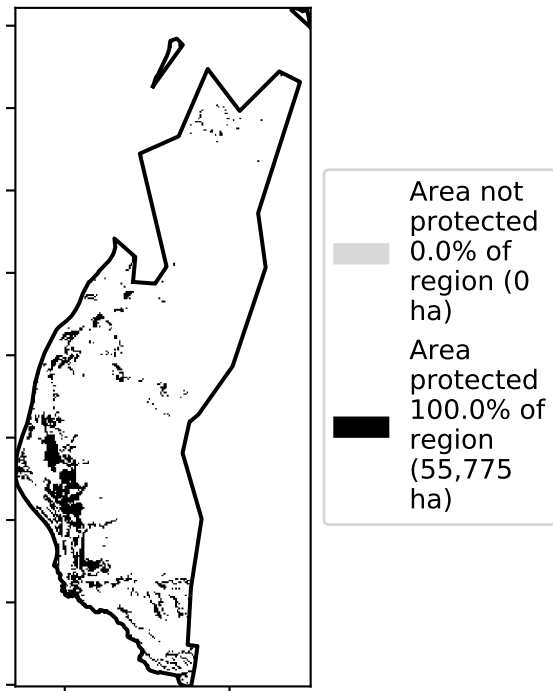 Area not
protected
0.0% of
region (0
ha)
Area
protected
100.0% of
region
(55,775
ha)